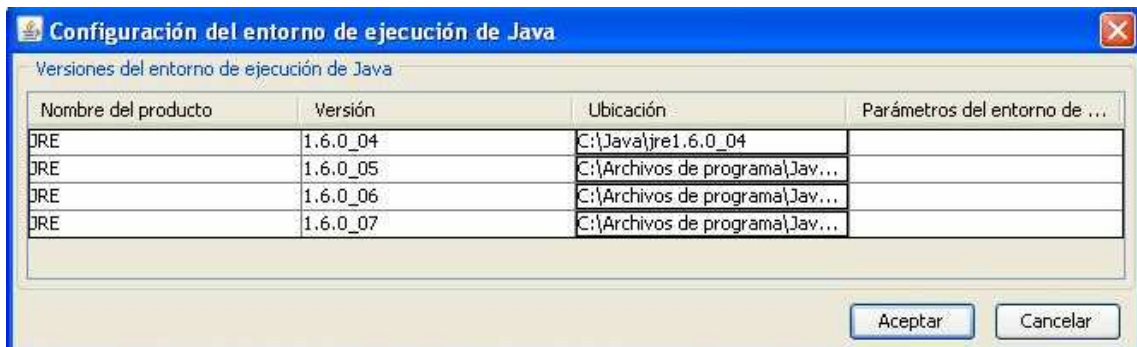 Configuración del entorno de ejecución de Java
Versiones del entorno de ejecución de Java
Nombre del producto Versión Ubicación Parámetros del entorno de ...
JRE 1.6.0_04 C:\Java\jre1.6.0_04
JRE 1.6.0_05 C:\Archivos de programa\Jav...
JRE 1.6.0_06 C:\Archivos de programa\Jav...
JRE 1.6.0_07 C:\Archivos de programa\Jav...
Aceptar Cancelar